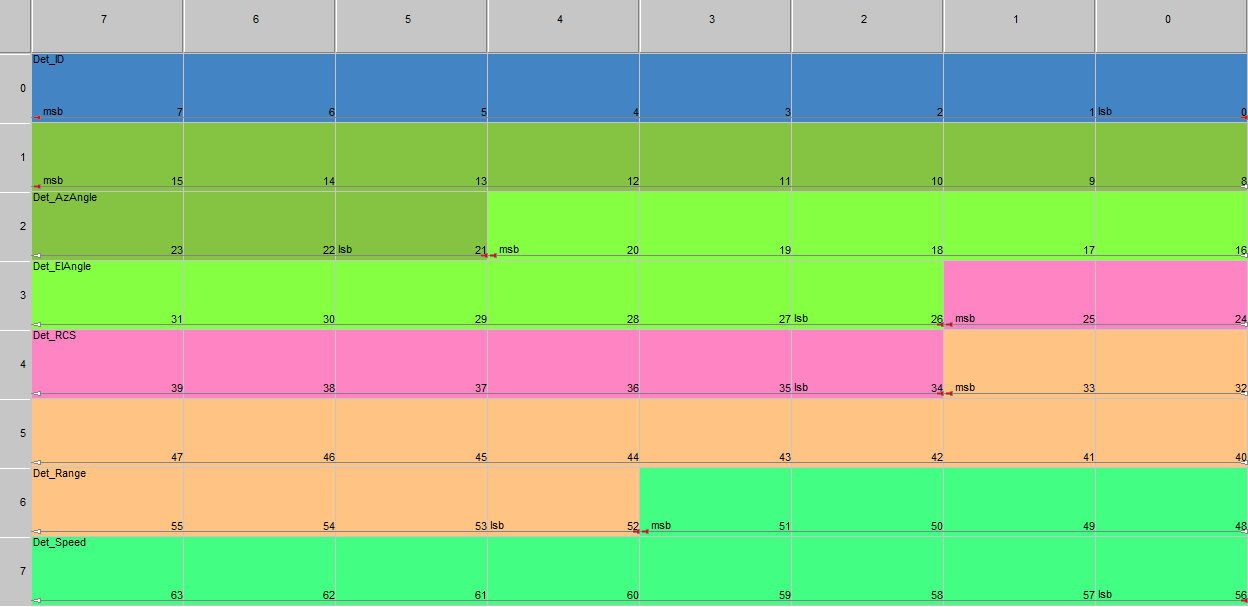 7 6 5 4 3 2 1 0
Det_ID
0
msb 7 6 5 4 3 2 1 lsb 0
1
msb 15 14 13 12 11 10 9 8
Det_AzAngle
2
23 22 lsb 21 msb 20 19 18 17 16
Det_ElAngle
3
31 30 29 28 27 lsb 26 msb 25 24
Det_RCS
4
39 38 37 36 35 lsb 34 msb 33 32
5
47 46 45 44 43 42 41 40
Det_Range
6
55 54 53 lsb 52 msb 51 50 49 48
Det_Speed
7
63 62 61 60 59 58 57 lsb 56